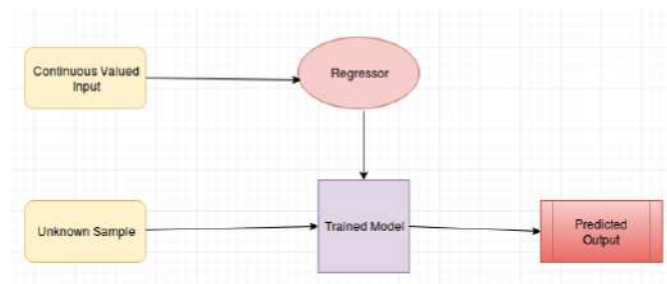 Continuous Valued
Input
Regressor
Unknown Sample
Trained Model
Predicted
Output